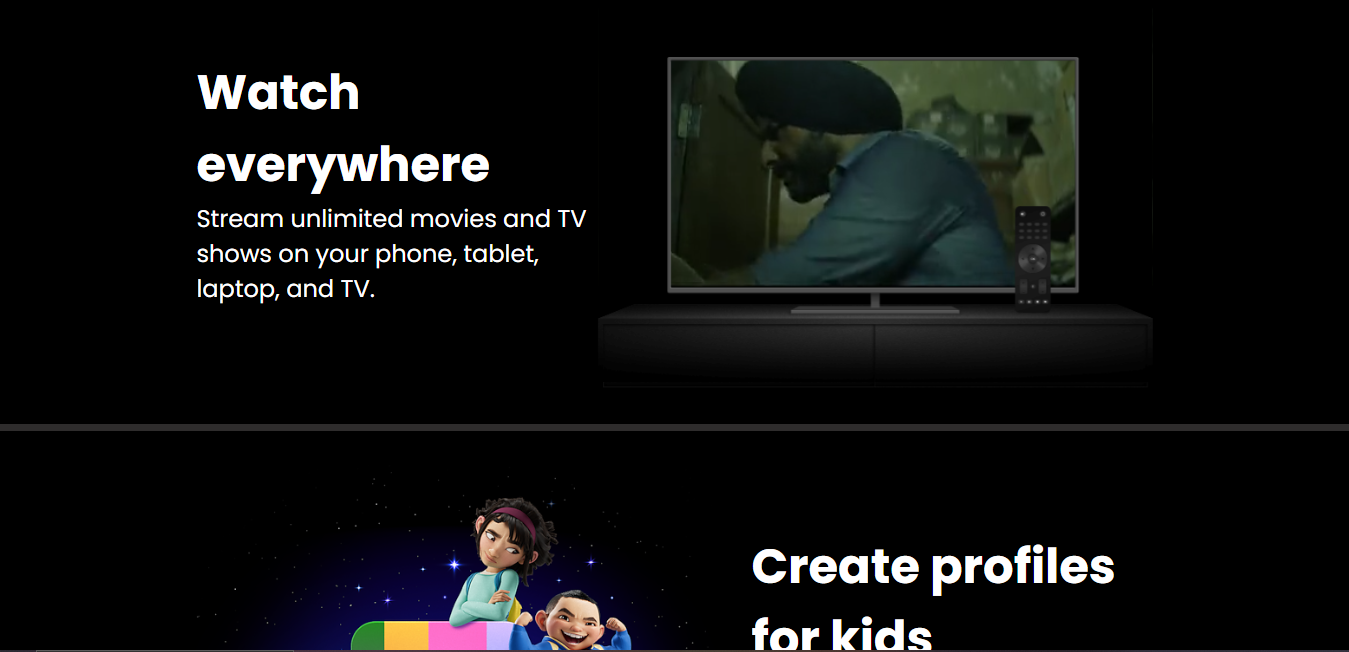 Watch
everywhere
Stream unlimited movies and TV
shows on your phone, tablet,
laptop, and TV.
Create profiles
for kids